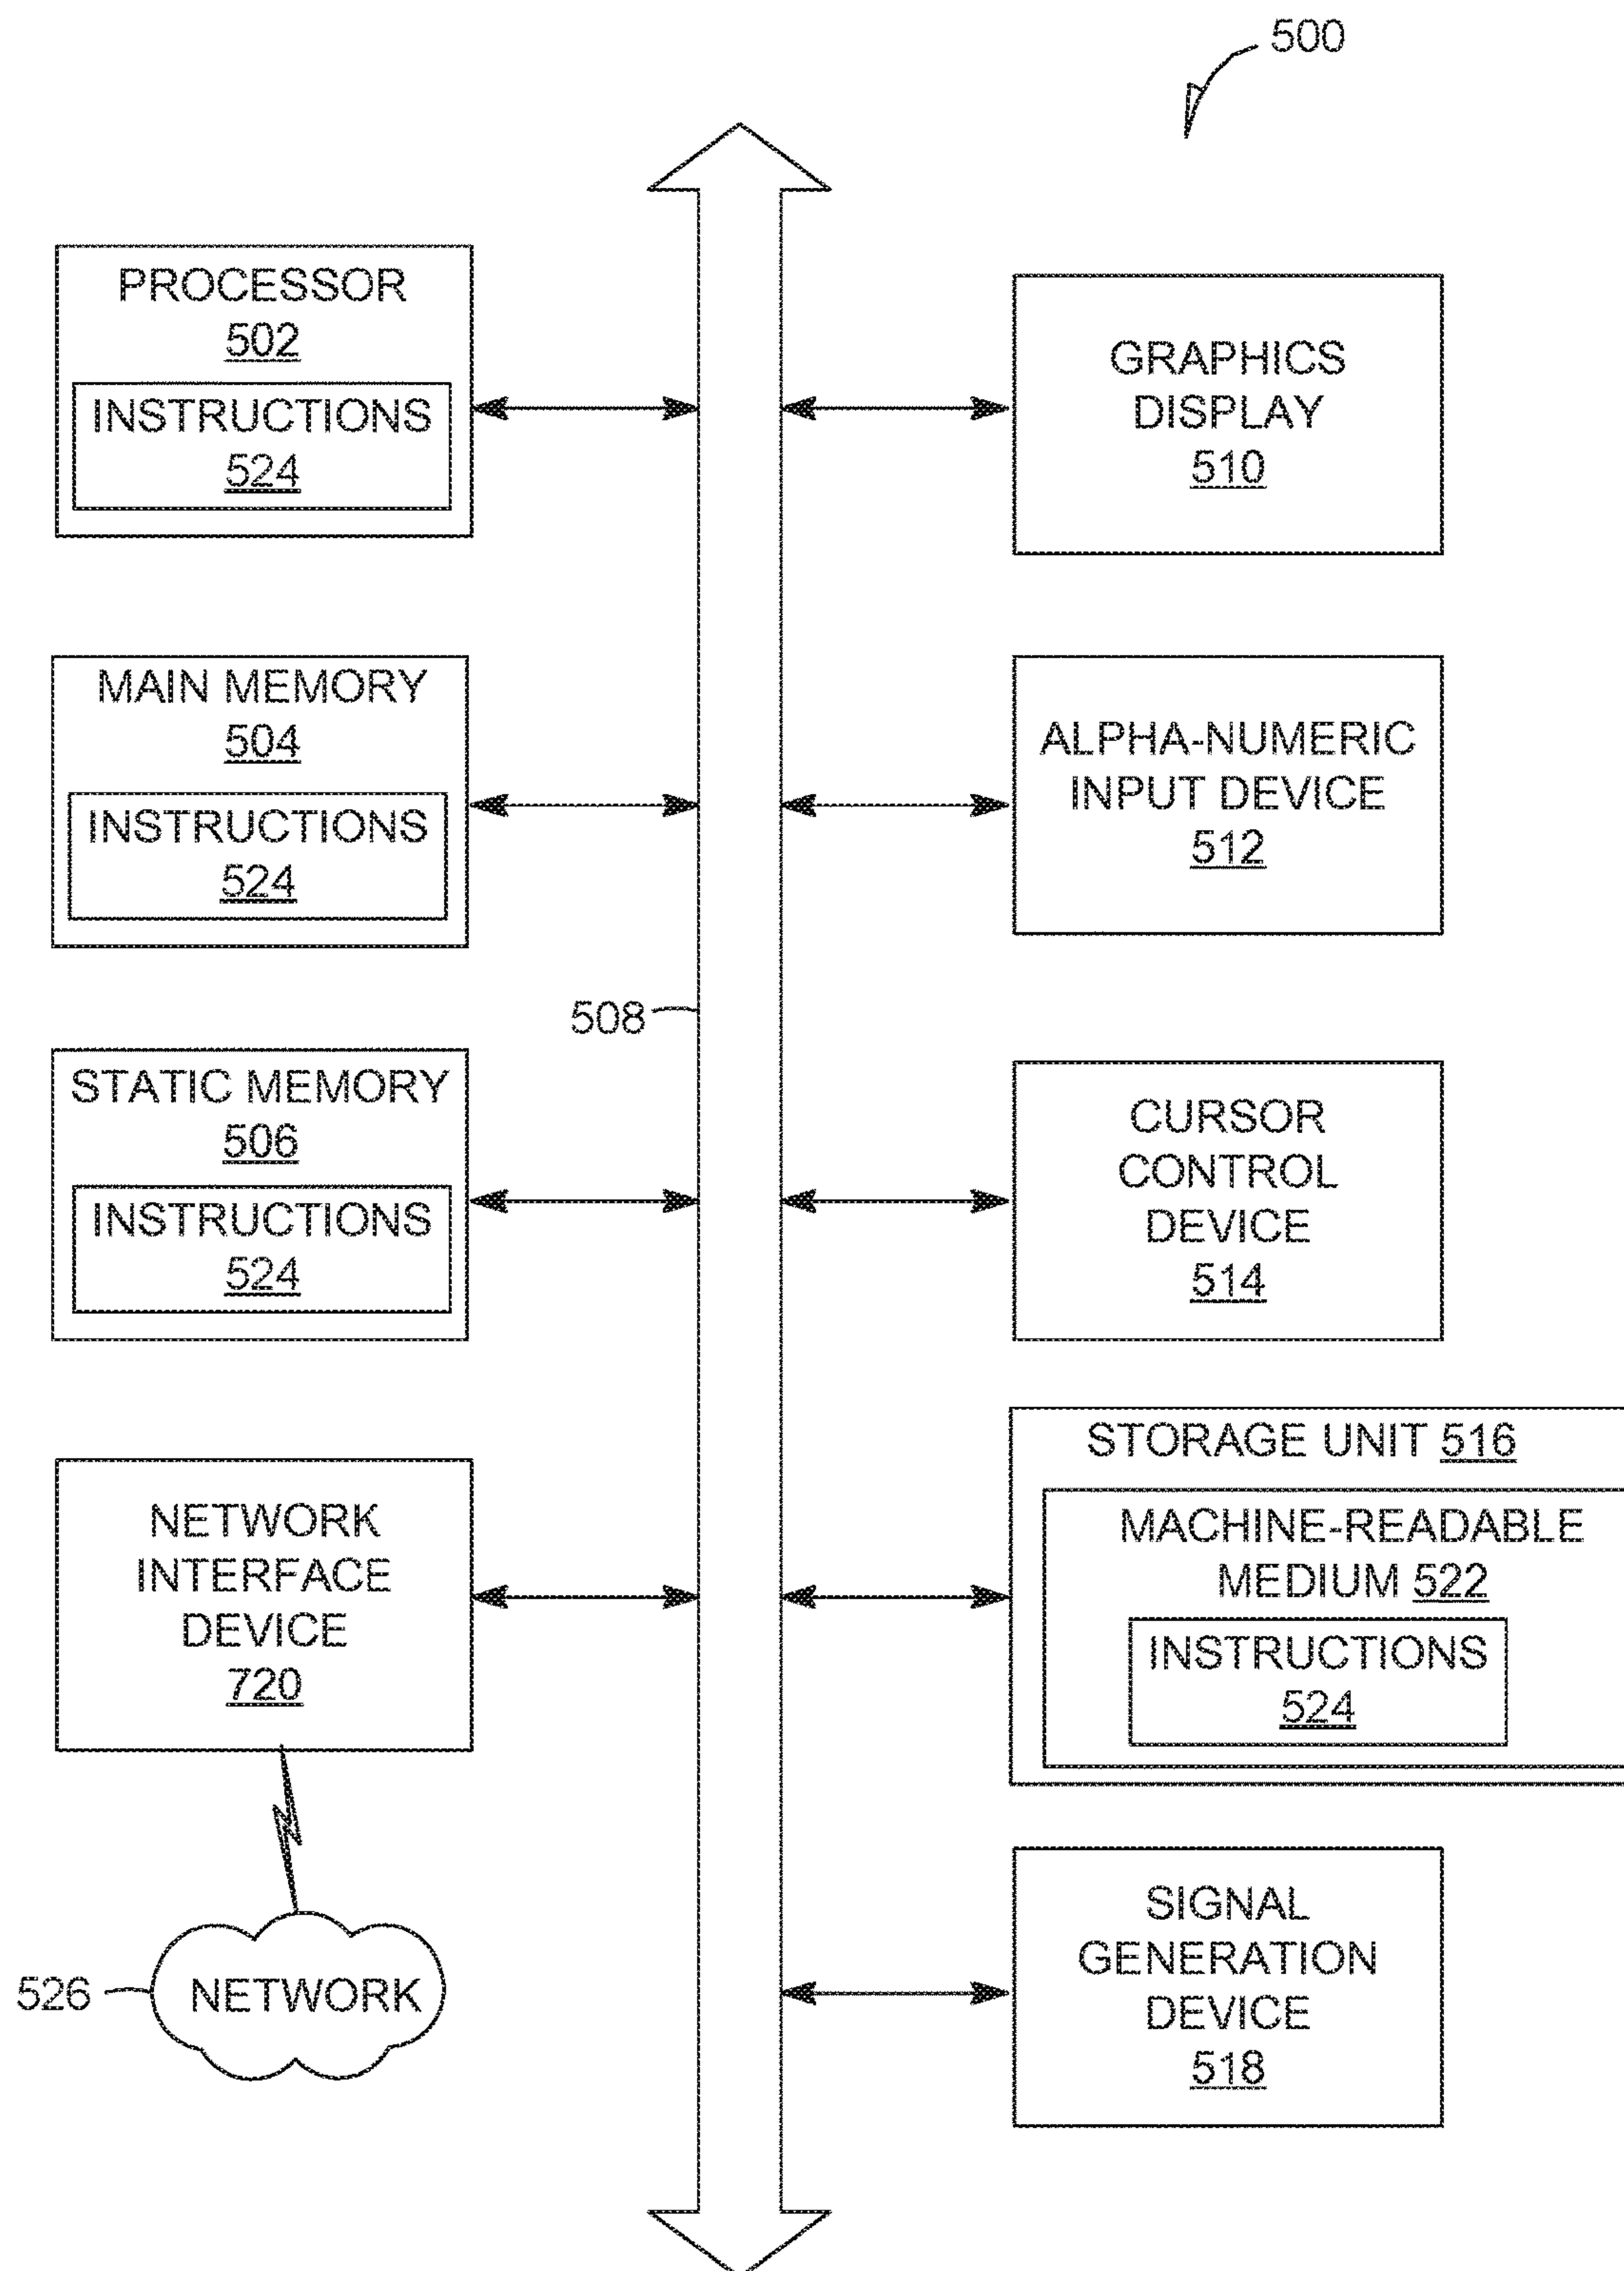 500
PROCESSOR
502
INSTRUCTIONS
524
GRAPHICS
DISPLAY
510
MAIN MEMORY
504
INSTRUCTIONS
524
ALPHA-NUMERIC
INPUT DEVICE
512
508
STATIC MEMORY
506
INSTRUCTIONS
524
CURSOR
CONTROL
DEVICE
514
NETWORK
INTERFACE
DEVICE
720
STORAGE UNIT 516
MACHINE-READABLE
MEDIUM 522
INSTRUCTIONS
524
526
NETWORK
SIGNAL
GENERATION
DEVICE
518